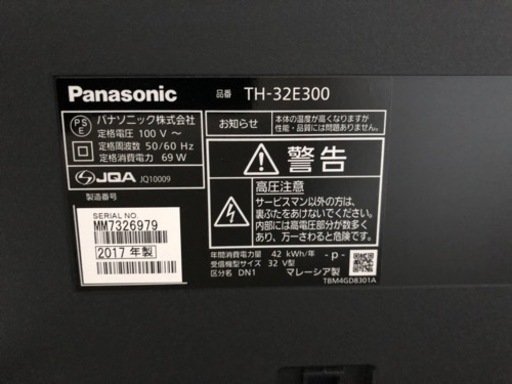 Panasonic 品番 TH-32E300
PS E パナソニック株式会社
定格電圧 100 V ～
定格周波数 50/60 Hz
定格消費電力 69 W
JQA JQ10009
製造番号
SERIAL NO.
MM7326979
2017 年製
お知らせ 本体の温度が高くなりますが
性能・品質には問題ありません。
警告
高圧注意
サービスマン以外の方は、
裏ぶたをあけないでください。
内部には高電圧部分が数多く
あり、万一さわると危険です。
年間消費電力量 42 kWh/年 - p -
受信機型サイズ 32 V型
区分名 DN1 マレーシア製
TBM4GD8301A